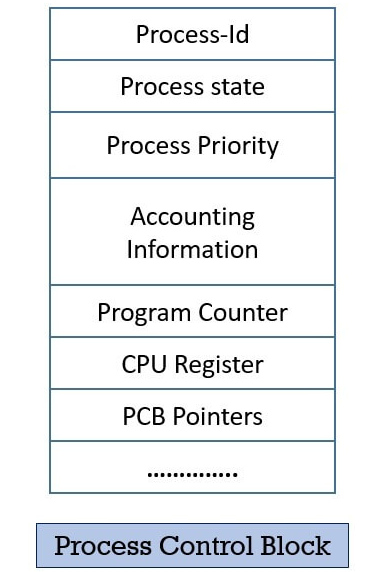 Process-Id
Process state
Process Priority
Accounting
Information
Program Counter
CPU Register
PCB Pointers
..............
Process Control Block